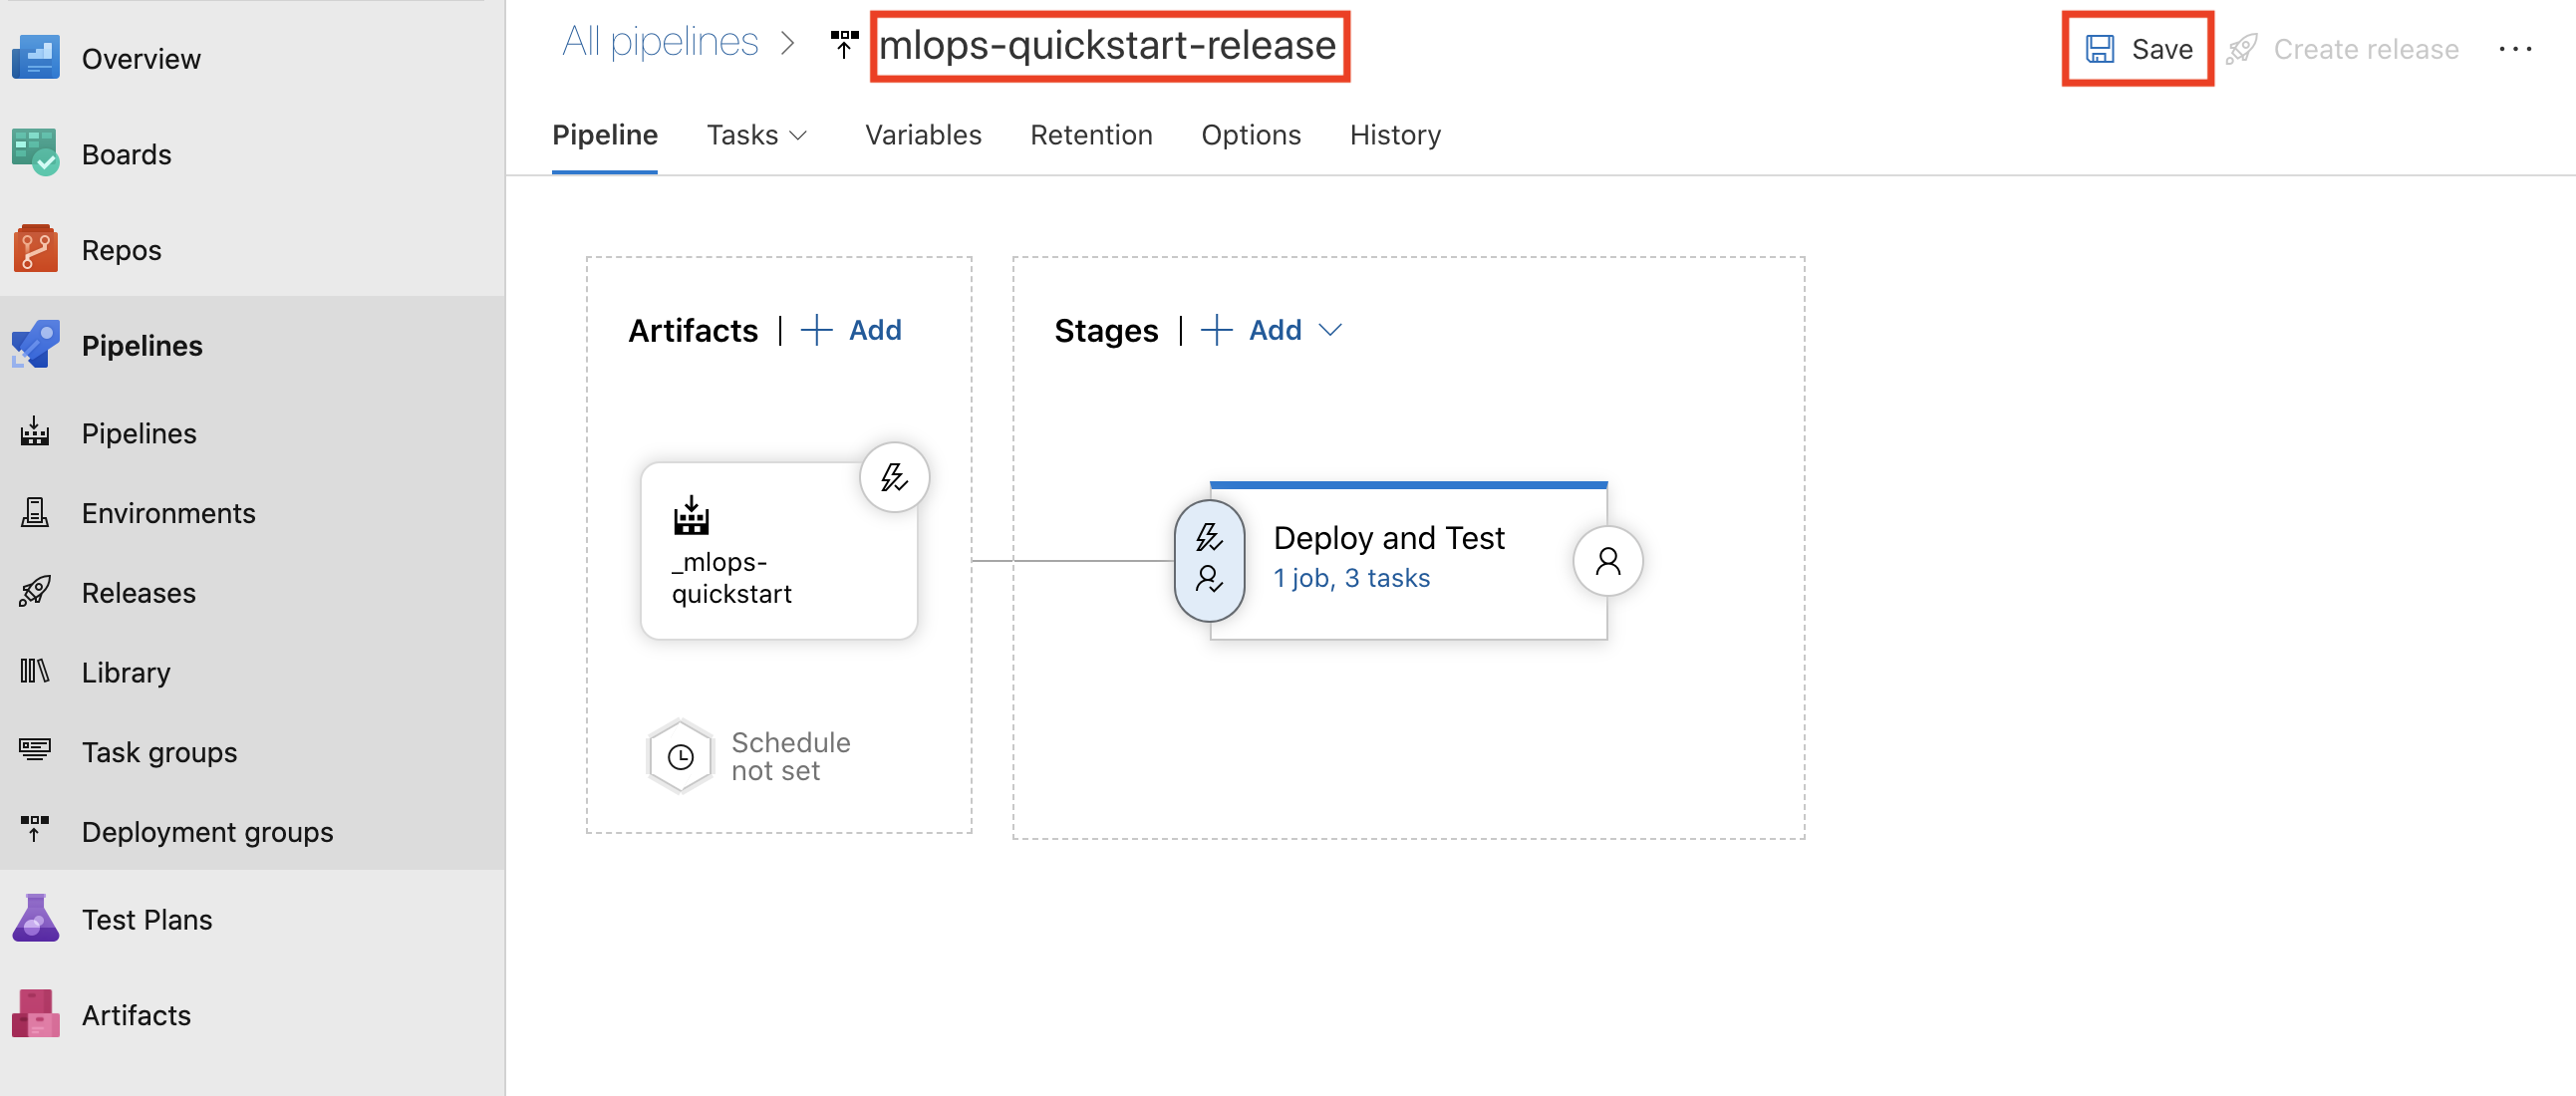 Overview
Boards
Repos
Pipelines
Pipelines
Environments
Releases
Library
Task groups
Deployment groups
Test Plans
Artifacts
All pipelines > mlops-quickstart-release
Save
Create release
Pipeline
Tasks
Variables
Retention
Options
History
Artifacts | + Add
_mlops-
quickstart
Schedule
not set
Stages | + Add
Deploy and Test
1 job, 3 tasks